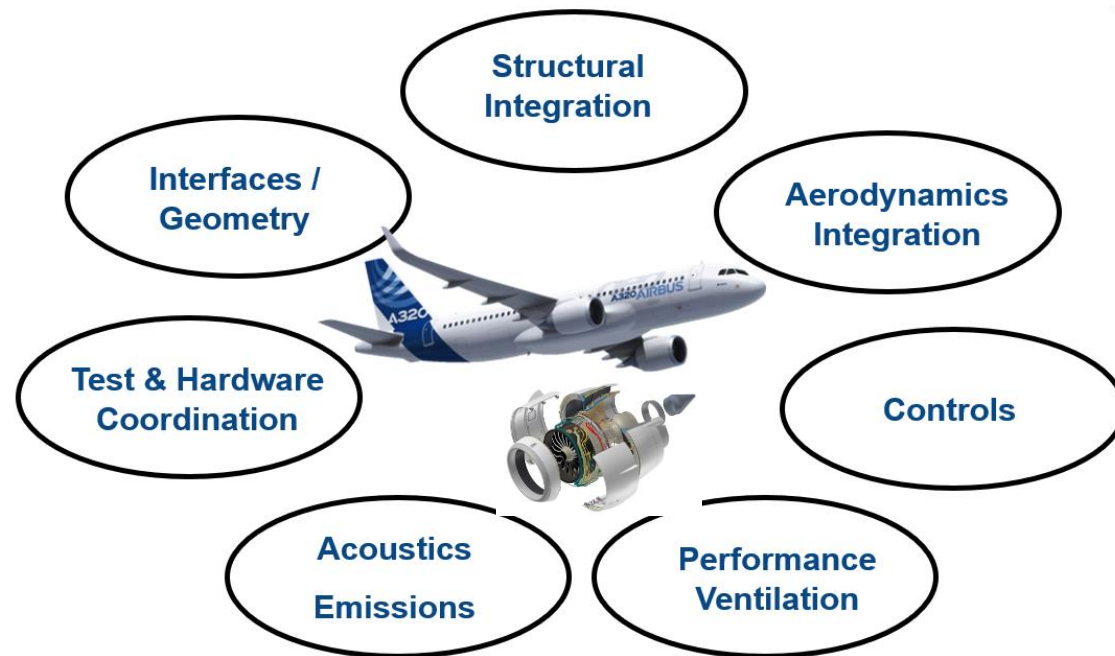 Structural
Integration
Interfaces /
Geometry
Aerodynamics
Integration
A320
A320 AIRBUS
Test & Hardware
Coordination
Controls
Acoustics
Emissions
Performance
Ventilation